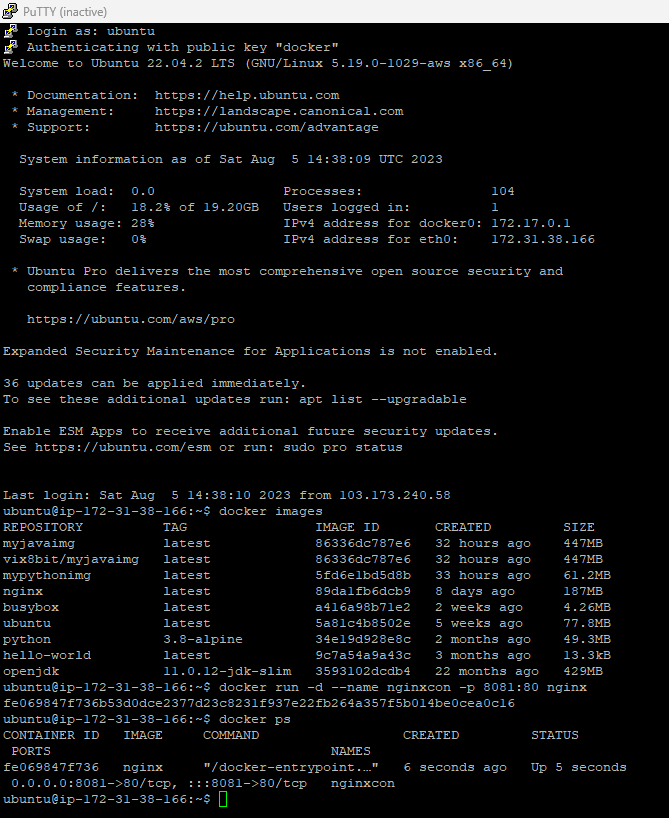 PuTTY (inactive)
login as: ubuntu
Authenticating with public key "docker"
Welcome to Ubuntu 22.04.2 LTS (GNU/Linux 5.19.0-1029-aws x86_64)
* Documentation:  https://help.ubuntu.com
* Management:     https://landscape.canonical.com
* Support:        https://ubuntu.com/advantage
System information as of Sat Aug  5 14:38:09 UTC 2023
System load:  0.0                Processes:                104
Usage of /:   18.2% of 19.20GB   Users logged in:          1
Memory usage: 28%                IPv4 address for docker0: 172.17.0.1
Swap usage:   0%                 IPv4 address for eth0:    172.31.38.166
* Ubuntu Pro delivers the most comprehensive open source security and
compliance features.
https://ubuntu.com/aws/pro
Expanded Security Maintenance for Applications is not enabled.
36 updates can be applied immediately.
To see these additional updates run: apt list --upgradable
Enable ESM Apps to receive additional future security updates.
See https://ubuntu.com/esm or run: sudo pro status
Last login: Sat Aug  5 14:38:10 2023 from 103.173.240.58
ubuntu@ip-172-31-38-166:~$ docker images
REPOSITORY          TAG                IMAGE ID       CREATED         SIZE
myjavaimg           latest             86336dc787e6   32 hours ago    447MB
vix8bit/myjavaimg   latest             86336dc787e6   32 hours ago    447MB
mypythonimg         latest             5fd6e1bd5d8b   33 hours ago    61.2MB
nginx               latest             89da1fb6dcb9   8 days ago      187MB
busybox             latest             a416a98b71e2   2 weeks ago     4.26MB
ubuntu              latest             5a81c4b8502e   5 weeks ago     77.8MB
python              3.8-alpine         34e19d928e8c   2 months ago    49.3MB
hello-world         latest             9c7a54a9a43c   3 months ago    13.3kB
openjdk             11.0.12-jdk-slim   3593102dcdb4   22 months ago   429MB
ubuntu@ip-172-31-38-166:~$ docker run -d --name nginxcon -p 8081:80 nginx
fe069847f736b53d0dce2377d23c8231f937e22fb264a357f5b014be0cea0c16
ubuntu@ip-172-31-38-166:~$ docker ps
CONTAINER ID   IMAGE     COMMAND                  CREATED         STATUS
PORTS                                   NAMES
fe069847f736   nginx     "/docker-entrypoint.…"   6 seconds ago   Up 5 seconds
0.0.0.0:8081->80/tcp, :::8081->80/tcp   nginxcon
ubuntu@ip-172-31-38-166:~$